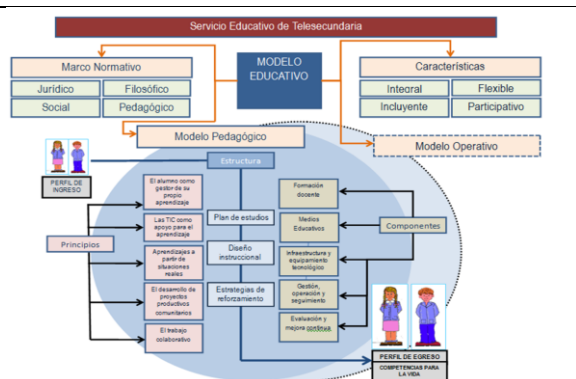 Servicio Educativo de Telesecundaria
MODELO
EDUCATIVO
Marco Normativo
Jurídico
Filosófico
Social
Pedagógico
Características
Integral
Flexible
Incluyente
Participativo
Modelo Pedagógico
Modelo Operativo
Estructura
PERFIL DE
INGRESO
Principios
El alumno como
gestor de su
propio
aprendizaje
Las TIC como
apoyo para el
aprendizaje
Aprendizajes a
partir de
situaciones
reales
El desarrollo de
proyectos
productivos
comunitarios
El trabajo
colaborativo
Plan de estudios
Diseño
instruccional
Estrategias de
reforzamiento
Formación
docente
Medios
Educativos
Infraestructura y
equipamiento
tecnológico
Gestión,
operación y
seguimiento
Evaluación y
mejora continua
Componentes
PERFIL DE EGRESO
COMPETENCIAS PARA
LA VIDA